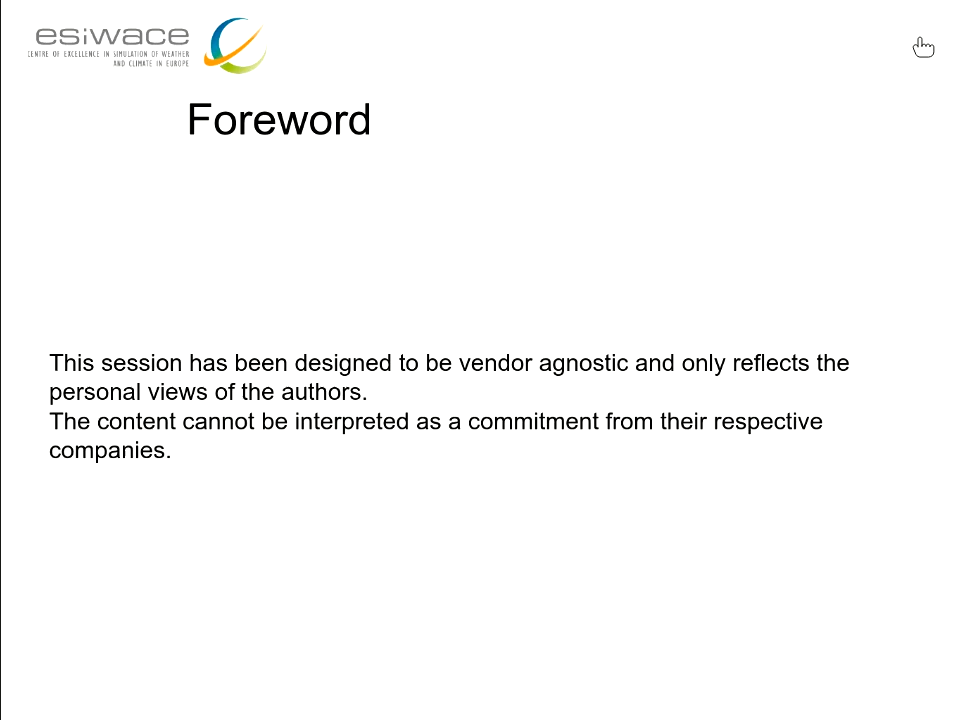 esiwace
CENTRE OF EXCELLENCE IN SIMULATION OF WEATHER
AND CLIMATE IN EUROPE
Foreword
This session has been designed to be vendor agnostic and only reflects the
personal views of the authors.
The content cannot be interpreted as a commitment from their respective
companies.